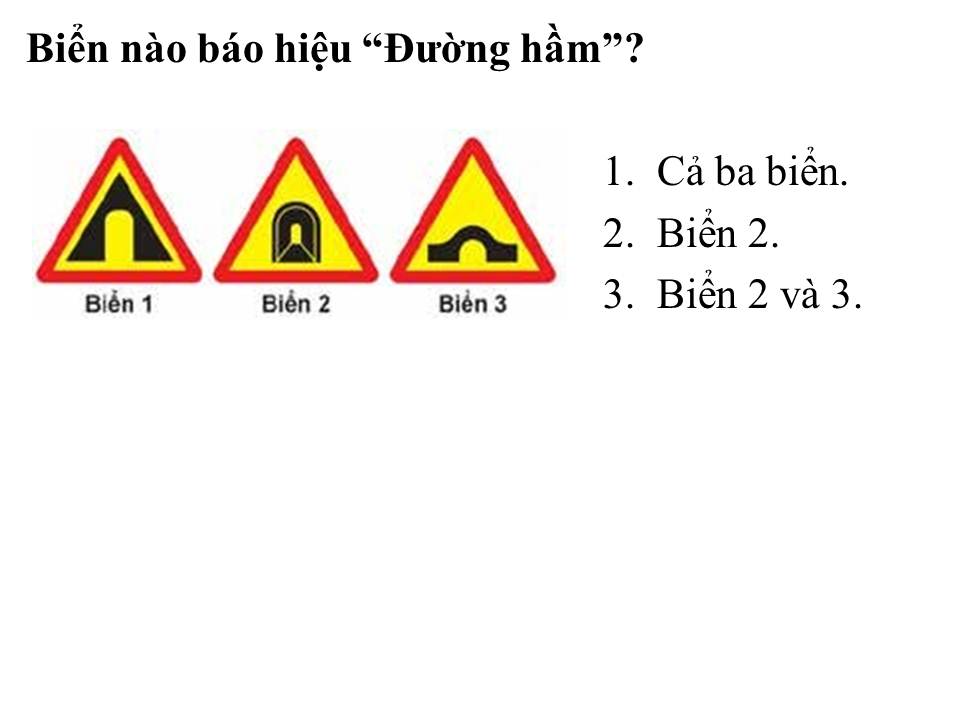 Biển nào báo hiệu “Đường hầm”?
1. Cả ba biển.
2. Biển 2.
3. Biển 2 và 3.
Biển 1 Biển 2 Biển 3